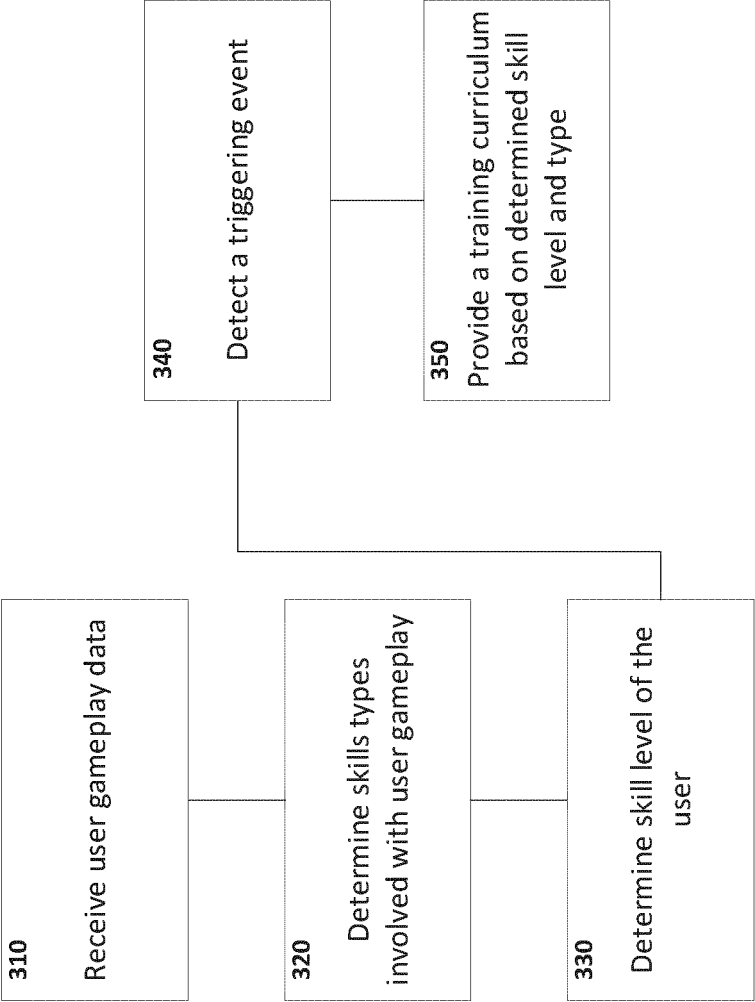 310
Receive user gameplay data
320
Determine skills types
involved with user gameplay
330
Determine skill level of the
user
340
Detect a triggering event
350
Provide a training curriculum
based on determined skill
level and type